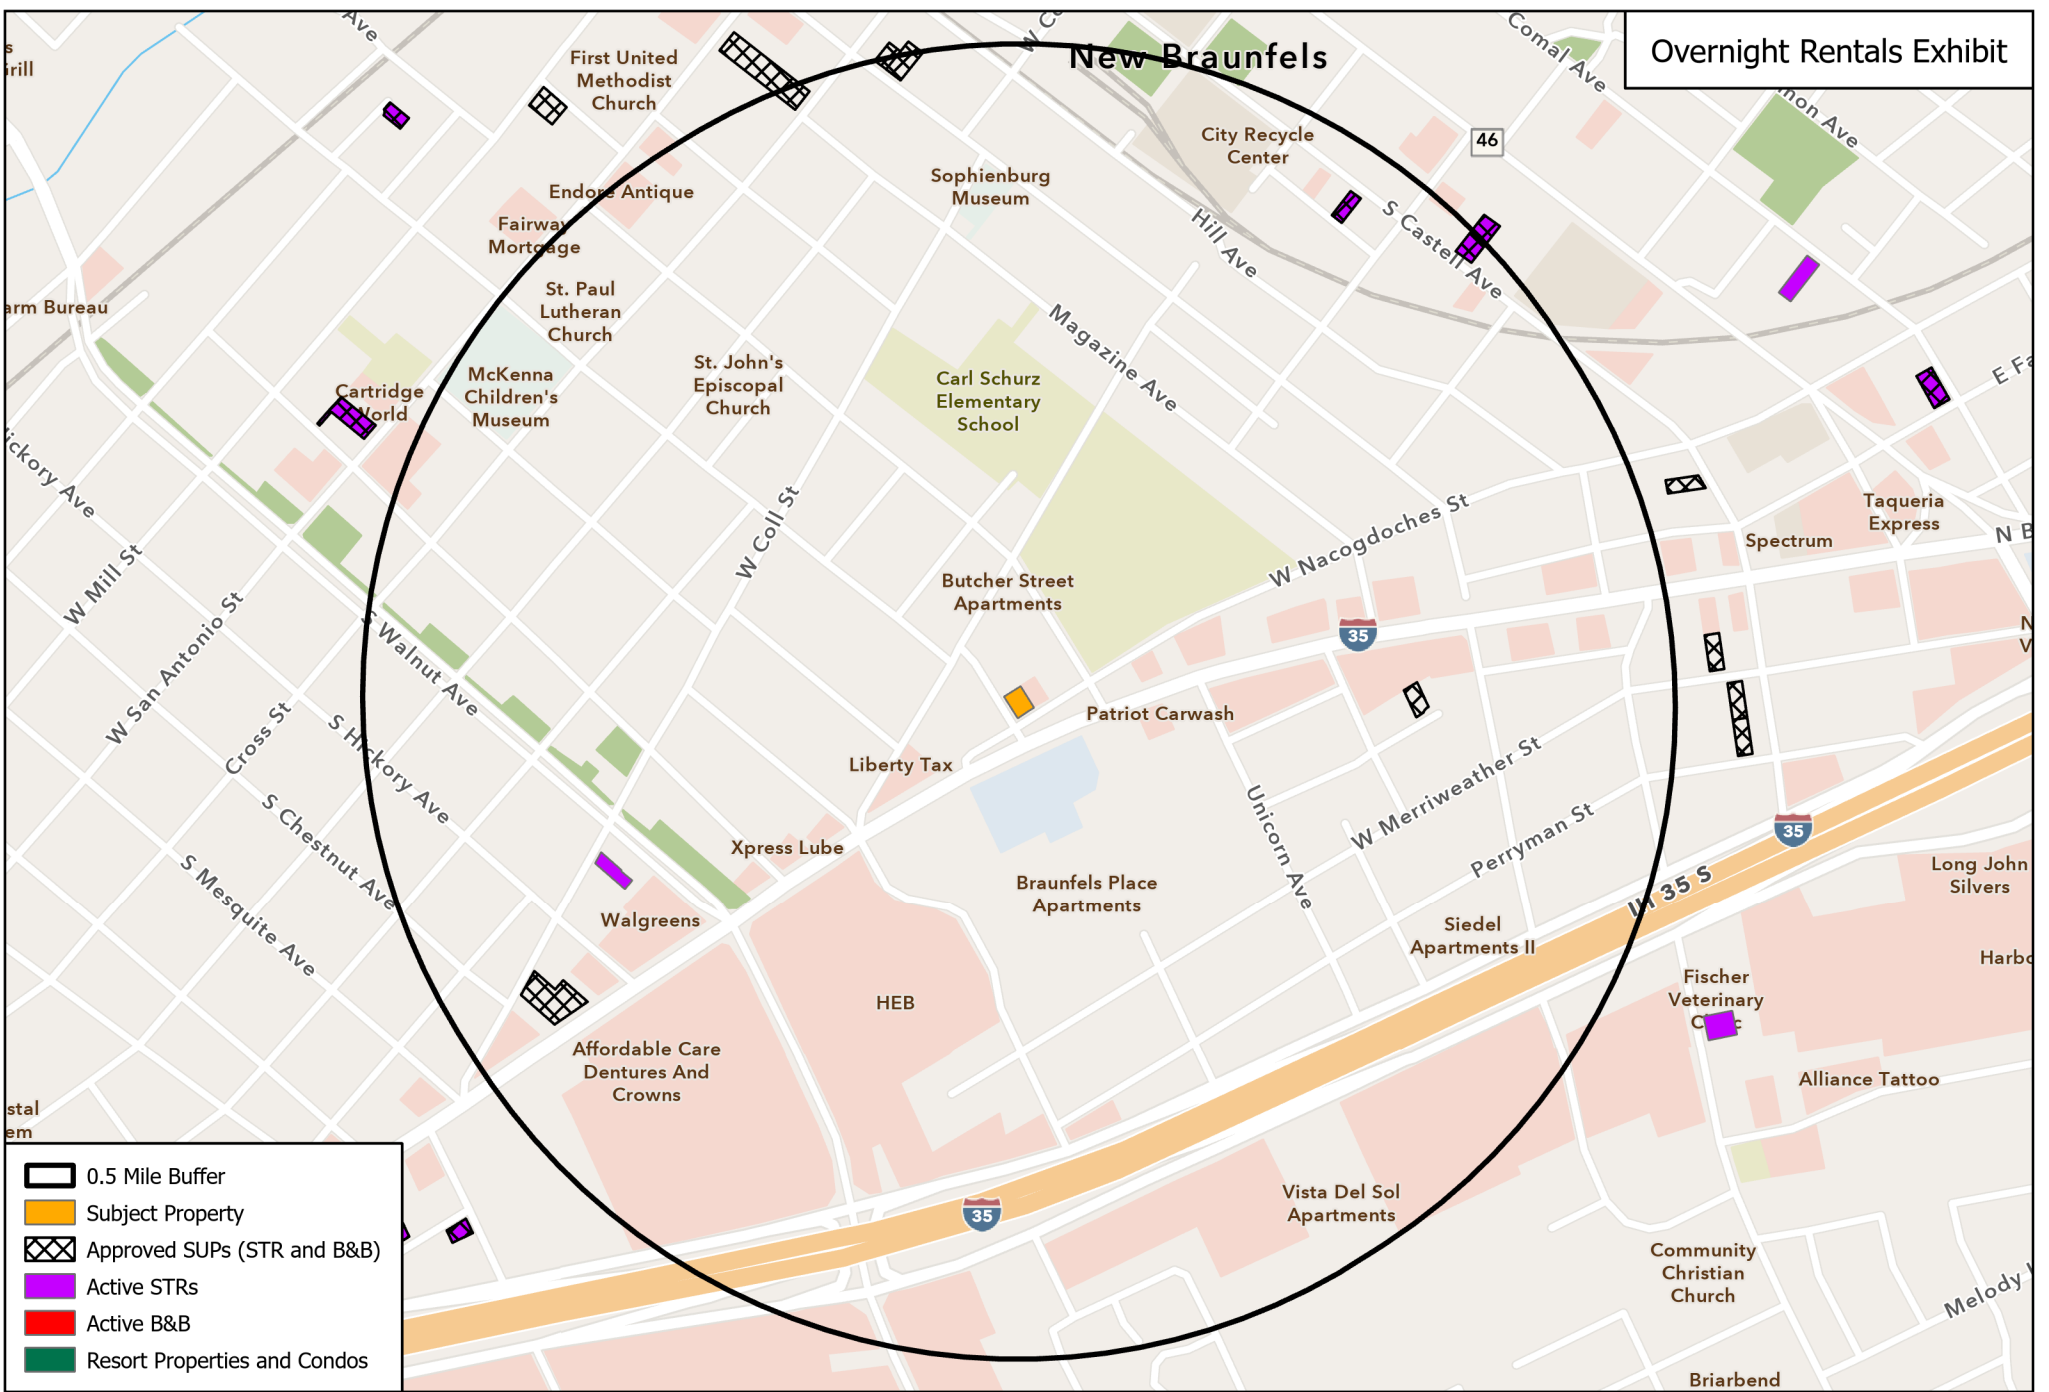 Overnight Rentals Exhibit
New Braunfels
Ave
Comal Ave
First United
Methodist
Church
46
City Recycle
Center
Sophienburg
Museum
Endore Antique
Fairway
Mortgage
Hill Ave
S Castell Ave
St. Paul
Lutheran
Church
arm Bureau
Magazine Ave
St. John's
Episcopal
Church
McKenna
Children's
Museum
Carl Schurz
Elementary
School
Cartridge
World
W Coll St
W Nacogdoches St
Taqueria
Express
Spectrum
W Mill St
Butcher Street
Apartments
35
W San Antonio St
S Walnut Ave
Patriot Carwash
Cross St
S Hickory Ave
Liberty Tax
W Merriweather St
Unicorn Ave
Perryman St
35
S Chestnut Ave
Xpress Lube
S Mesquite Ave
Braunfels Place
Apartments
IH 35 S
Long John
Silvers
Walgreens
Siedel
Apartments II
HEB
Fischer
Veterinary
Clinic
Affordable Care
Dentures And
Crowns
Alliance Tattoo
35
Vista Del Sol
Apartments
Community
Christian
Church
Melody
Briarbend
0.5 Mile Buffer
Subject Property
Approved SUPs (STR and B&B)
Active STRs
Active B&B
Resort Properties and Condos